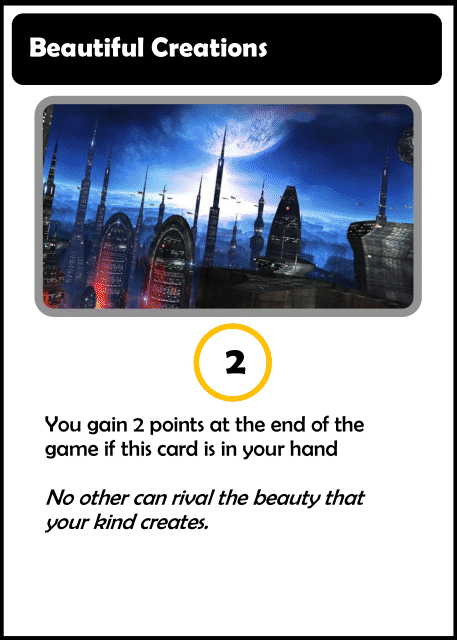 Beautiful Creations
2
You gain 2 points at the end of the
game if this card is in your hand
No other can rival the beauty that
your kind creates.